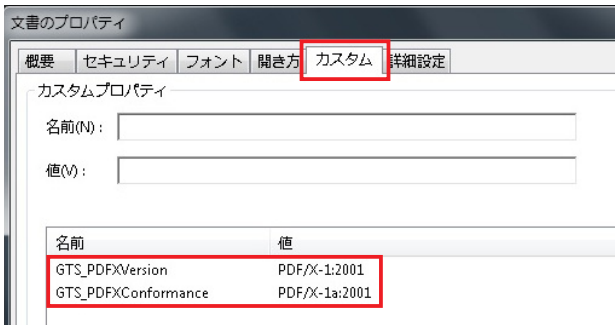 文書のプロパティ
概要 セキュリティ フォント 開き方 カスタム 詳細設定
カスタムプロパティ
名前(N)：
値(V)：
名前 値
GTS_PDFXVersion PDF/X-1:2001
GTS_PDFXConformance PDF/X-1a:2001